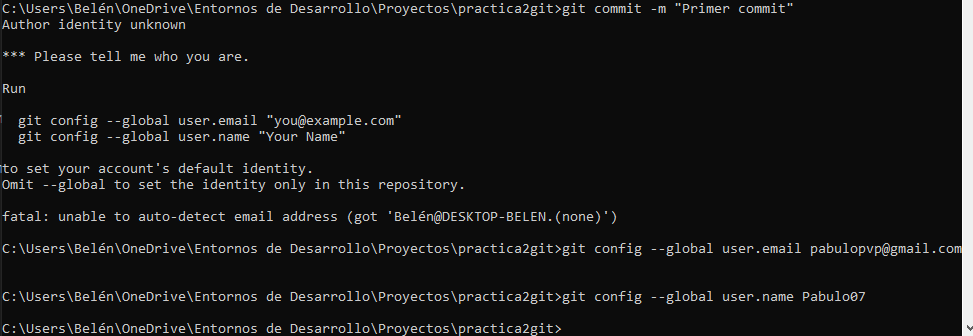 C:\Users\Belén\OneDrive\Entornos de Desarrollo\Proyectos\practica2git>git commit -m "Primer commit"
Author identity unknown
*** Please tell me who you are.
Run
git config --global user.email "you@example.com"
git config --global user.name "Your Name"
to set your account's default identity.
Omit --global to set the identity only in this repository.
fatal: unable to auto-detect email address (got 'Belén@DESKTOP-BELEN.(none)')
C:\Users\Belén\OneDrive\Entornos de Desarrollo\Proyectos\practica2git>git config --global user.email pabulopvp@gmail.com
C:\Users\Belén\OneDrive\Entornos de Desarrollo\Proyectos\practica2git>git config --global user.name Pabulo07
C:\Users\Belén\OneDrive\Entornos de Desarrollo\Proyectos\practica2git>